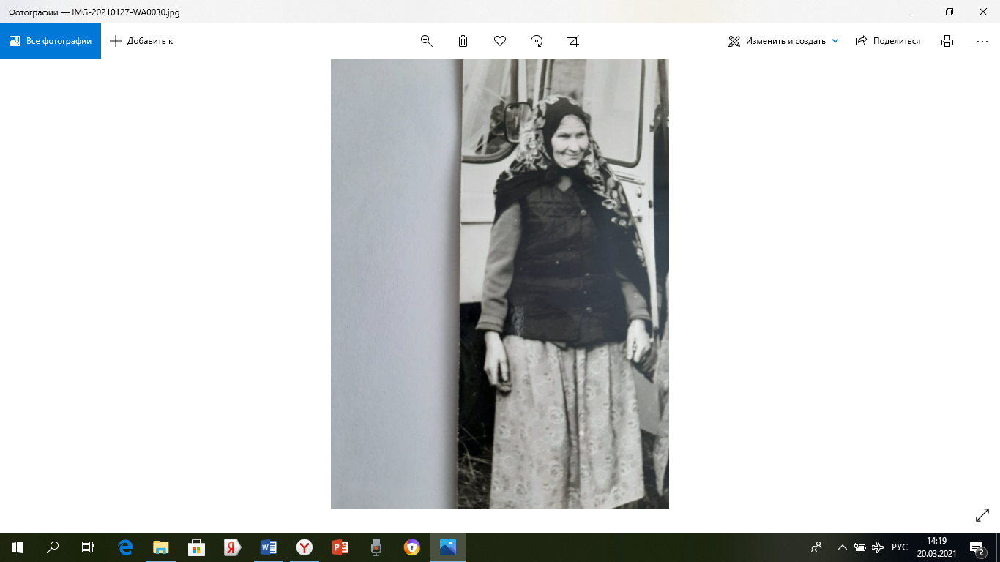 Фотографии — IMG-20210127-WA0030.jpg
Все фотографии
Добавить к
Изменить и создать
Поделиться
РУС
14:19
20.03.2021
2